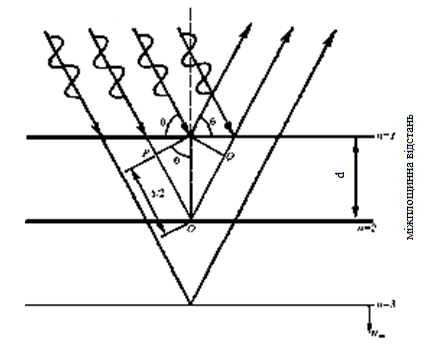 θ
θ
n=1
P
θ
Q
λ/2
d
міжплощинна відстань
O
n=2
n=3
n∞